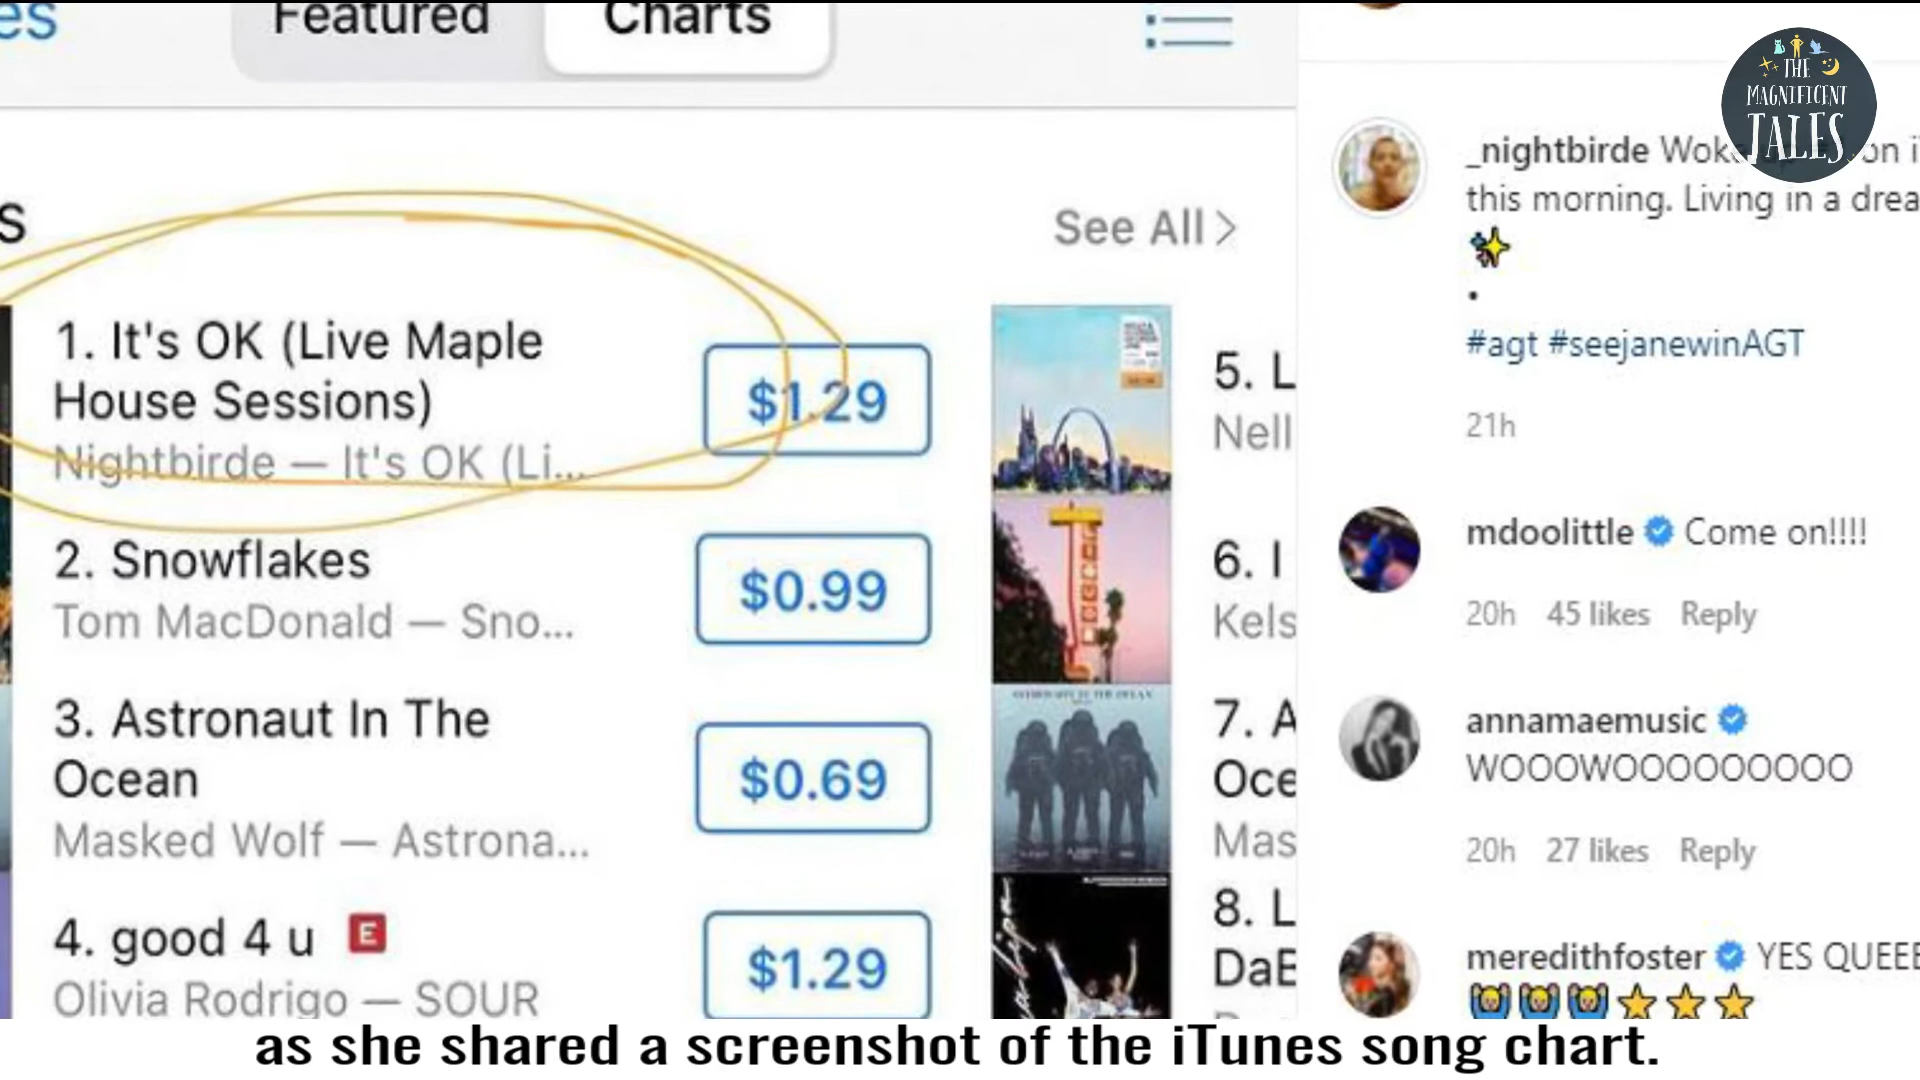 es
Featured
Charts
S
See All >
1. It's OK (Live Maple
House Sessions)
Nightbirde — It's OK (Li...
$1.29
2. Snowflakes
Tom MacDonald — Sno...
$0.99
3. Astronaut In The
Ocean
Masked Wolf — Astrona...
$0.69
4. good 4 u E
Olivia Rodrigo — SOUR
$1.29
5. L
Nell
6. I
Kels
7. A
Oce
Mas
8. L
DaB
THE
MAGNIFICENT
TALES
_nightbirde on i
this morning. Living in a drea
•
#agt #seejanewinAGT
21h
mdoolittle Come on!!!!
20h 45 likes Reply
annamaemusic
WOOOWOOOOOOOOO
20h 27 likes Reply
meredithfoster YES QUEEE
as she shared a screenshot of the iTunes song chart.